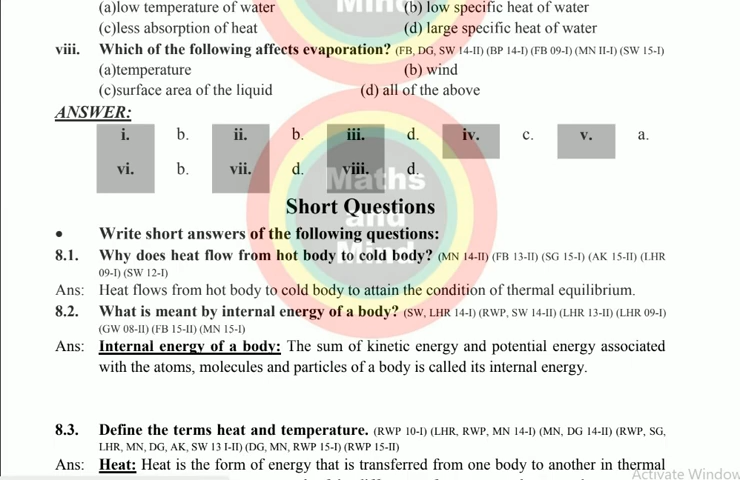 (a)low temperature of water (b) low specific heat of water
(c)less absorption of heat (d) large specific heat of water
viii. Which of the following affects evaporation? (FB, DG, SW 14-II) (BP 14-I) (FB 09-I) (MN II-I) (SW 15-I)
(a)temperature (b) wind
(c)surface area of the liquid (d) all of the above
ANSWER:
i. b. ii. b. iii. d. iv. c. v. a.
vi. b. vii. d. viii. d.
Maths
and
Mind
Short Questions
• Write short answers of the following questions:
8.1. Why does heat flow from hot body to cold body? (MN 14-II) (FB 13-II) (SG 15-I) (AK 15-II) (LHR
09-I) (SW 12-I)
Ans: Heat flows from hot body to cold body to attain the condition of thermal equilibrium.
8.2. What is meant by internal energy of a body? (SW, LHR 14-I) (RWP, SW 14-II) (LHR 13-II) (LHR 09-I)
(GW 08-II) (FB 15-II) (MN 15-I)
Ans: Internal energy of a body: The sum of kinetic energy and potential energy associated
with the atoms, molecules and particles of a body is called its internal energy.
8.3. Define the terms heat and temperature. (RWP 10-I) (LHR, RWP, MN 14-I) (MN, DG 14-II) (RWP, SG,
LHR, MN, DG, AK, SW 13 I-II) (DG, MN, RWP 15-I) (RWP 15-II)
Ans: Heat: Heat is the form of energy that is transferred from one body to another in thermal
Activate Window